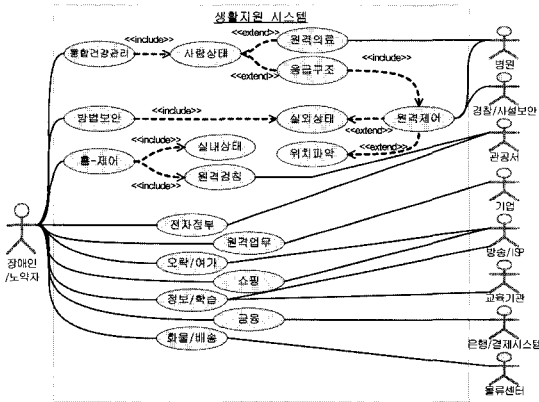 생활지원 시스템
통합건강관리
<<include>>
사람상태
<<extend>>
원격의료
<<extend>>
응급구조
<<include>>
병원
방범보안
<<include>>
실외상태
<<extend>>
원격제어
경찰/사설보안
홈-제어
<<include>>
실내상태
위치파악
<<extend>>
<<include>>
원격검침
관공서
전자정부
원격업무
기업
장애인
/노약자
오락/여가
방송/ISP
쇼핑
정보/학습
교육기관
금융
은행/결제시스템
화물/배송
물류센터